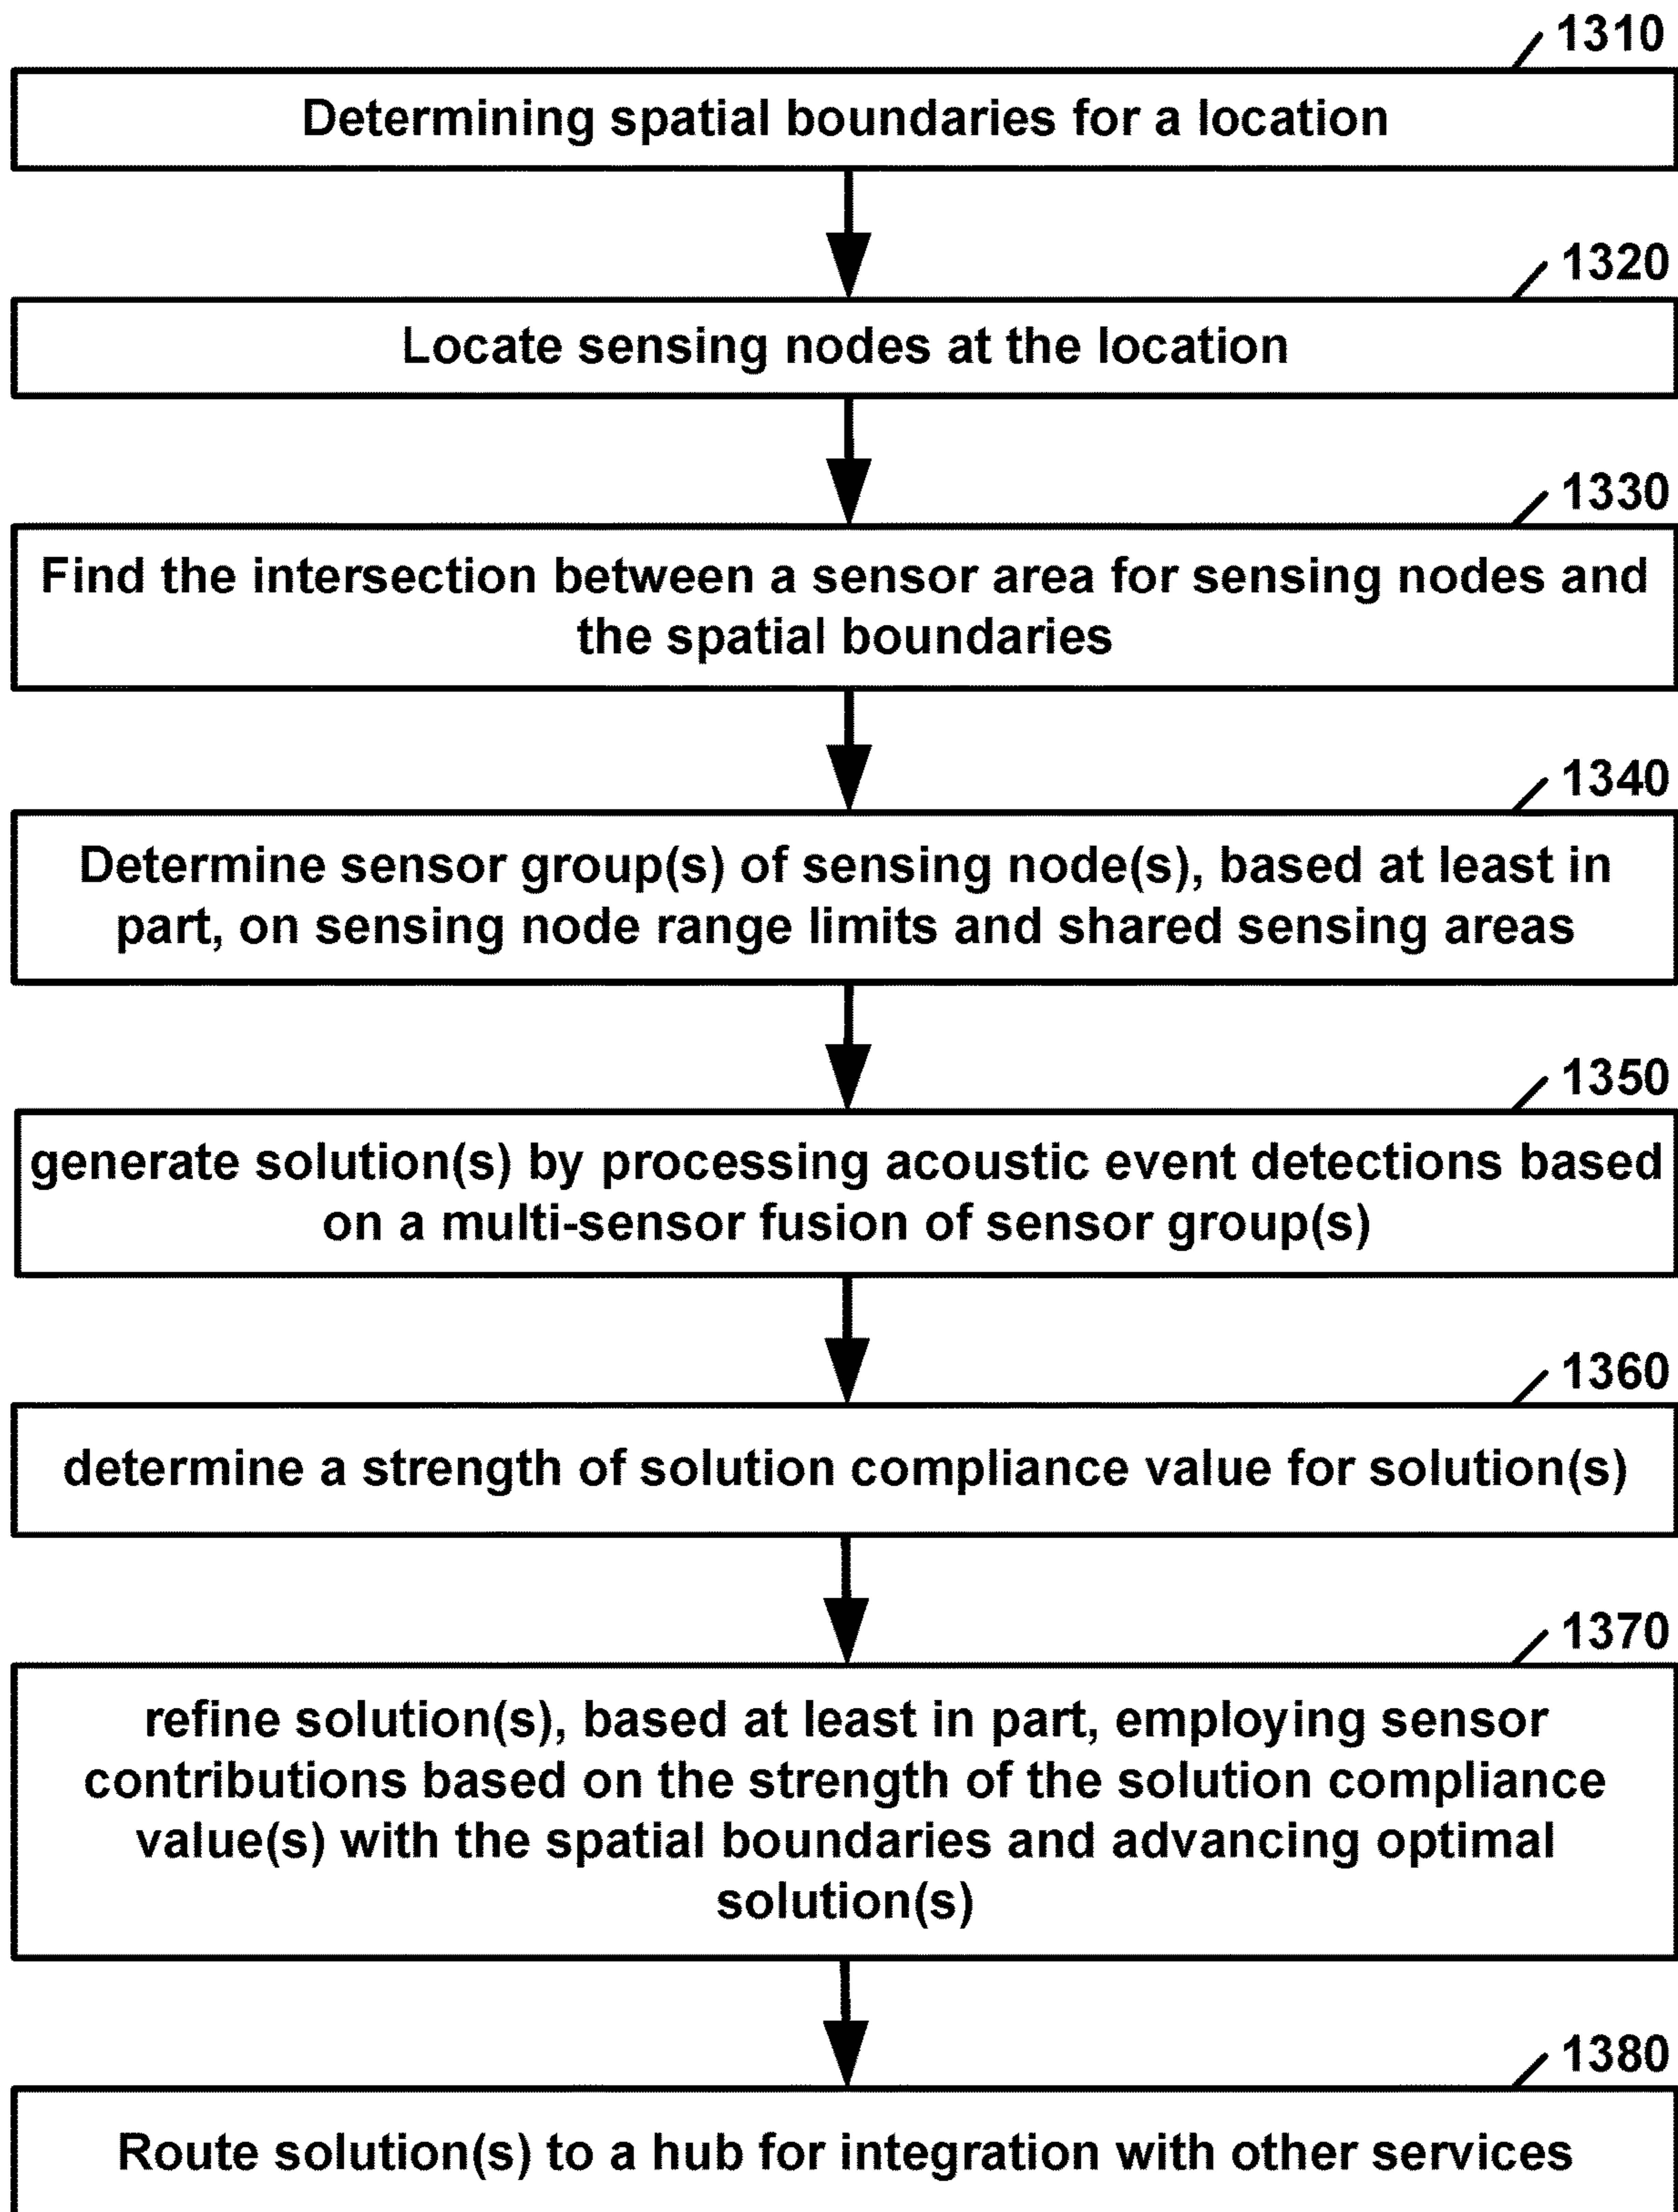 1310
Determining spatial boundaries for a location
1320
Locate sensing nodes at the location
1330
Find the intersection between a sensor area for sensing nodes and
the spatial boundaries
1340
Determine sensor group(s) of sensing node(s), based at least in
part, on sensing node range limits and shared sensing areas
1350
generate solution(s) by processing acoustic event detections based
on a multi-sensor fusion of sensor group(s)
1360
determine a strength of solution compliance value for solution(s)
1370
refine solution(s), based at least in part, employing sensor
contributions based on the strength of the solution compliance
value(s) with the spatial boundaries and advancing optimal
solution(s)
1380
Route solution(s) to a hub for integration with other services